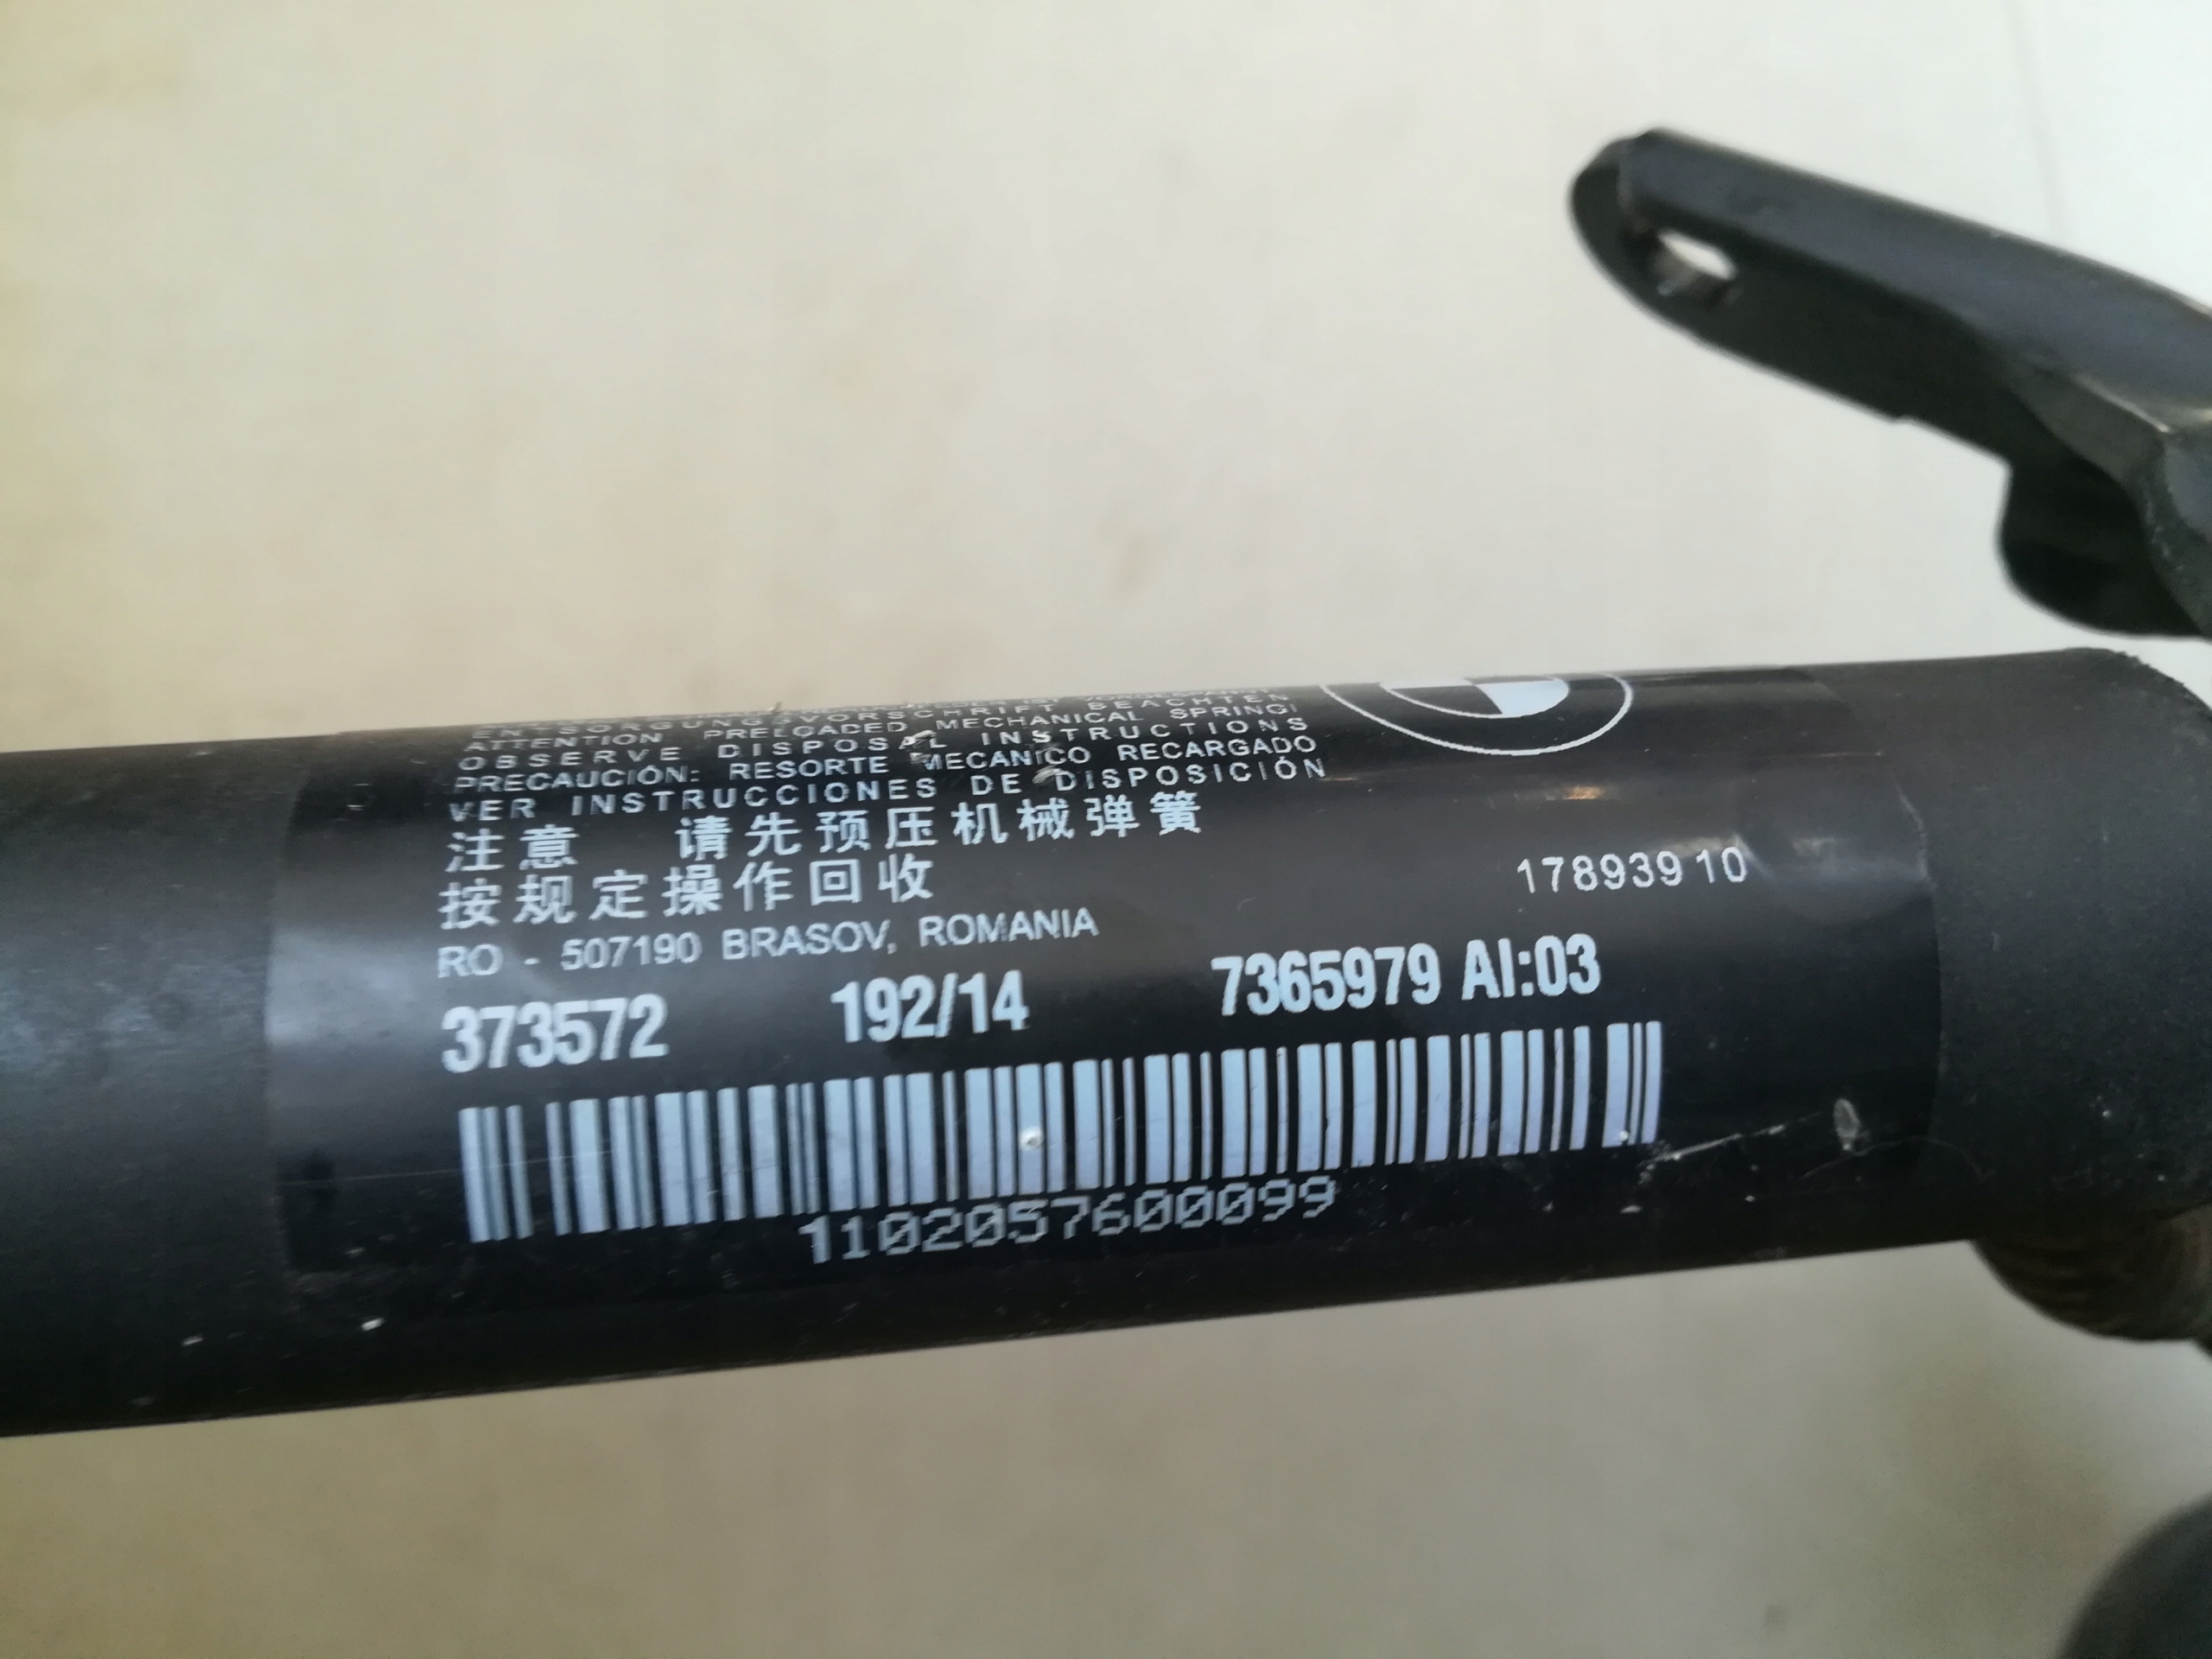 ENTSORGUNGSVORSCHRIFT BEACHTEN
ATTENTION PRELOADED MECHANICAL SPRING!
OBSERVE DISPOSAL INSTRUCTIONS
PRECAUCIÓN: RESORTE MECANICO RECARGADO
VER INSTRUCCIONES DE DISPOSICIÓN
注意 请先预压机械弹簧
按规定操作回收
17893910
RO - 507190 BRASOV, ROMANIA
373572 192/14 7365979 AI:03
1102057600099